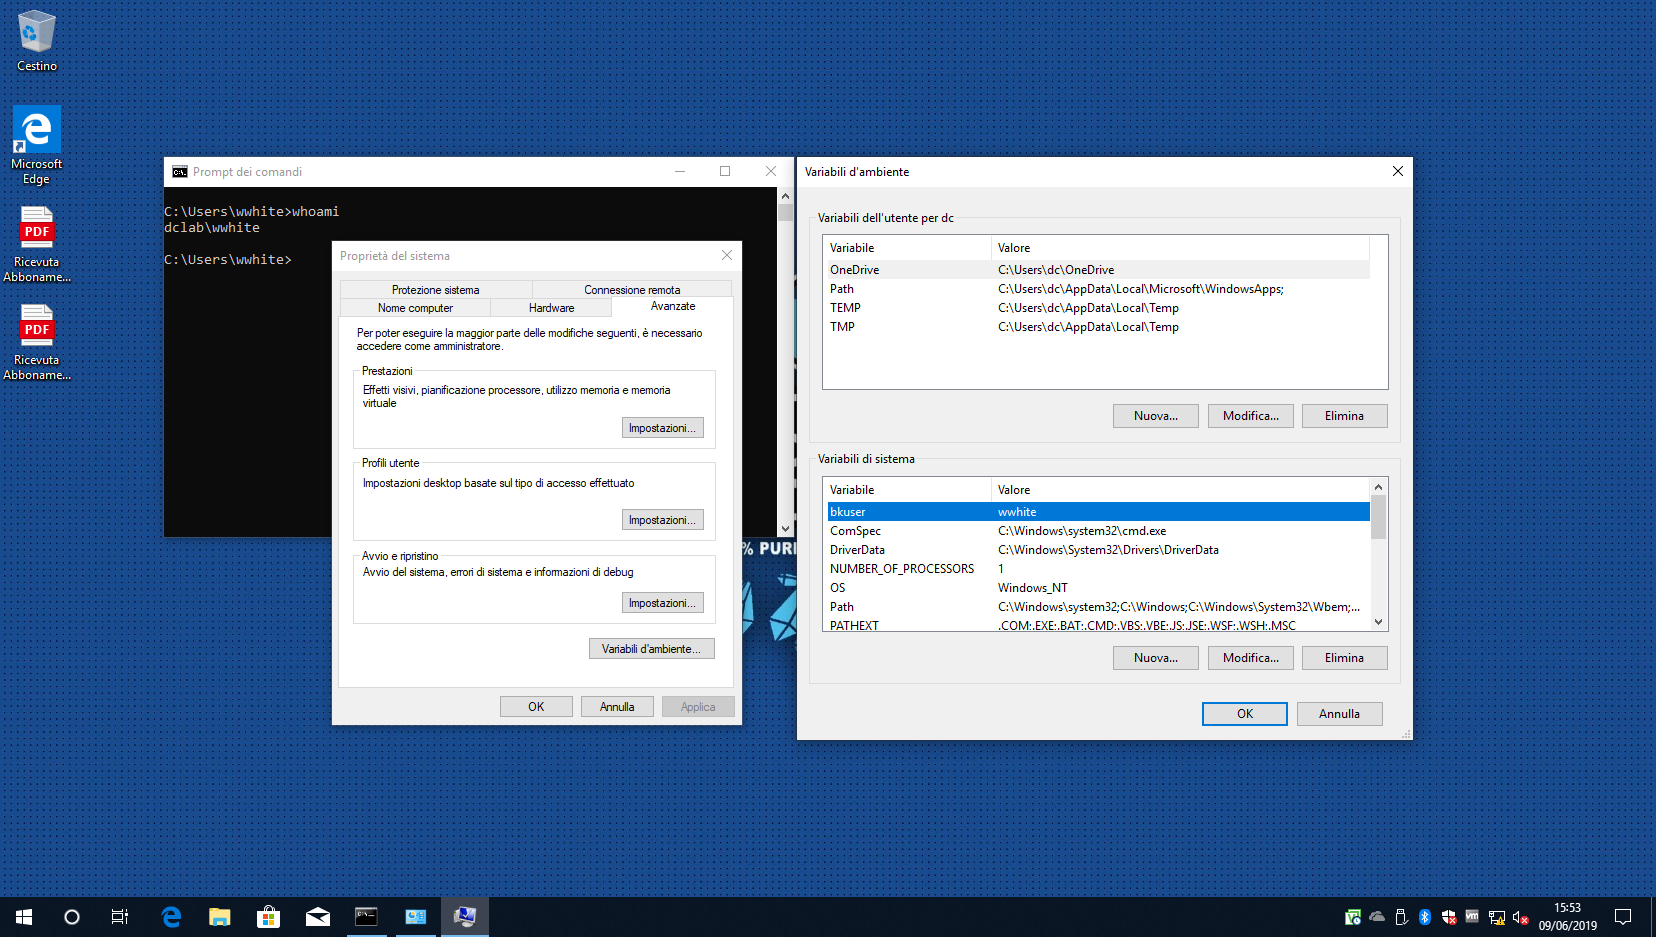 Cestino
Microsoft
Edge
PDF
Ricevuta
Abboname...
PDF
Ricevuta
Abboname...
Prompt dei comandi
C:\Users\wwhite>whoami
dclab\wwhite
C:\Users\wwhite>
Proprietà del sistema
Protezione sistema
Connessione remota
Nome computer
Hardware
Avanzate
Per poter eseguire la maggior parte delle modifiche seguenti, è necessario
accedere come amministratore.
Prestazioni
Effetti visivi, pianificazione processore, utilizzo memoria e memoria
virtuale
Impostazioni...
Profili utente
Impostazioni desktop basate sul tipo di accesso effettuato
Impostazioni...
Avvio e ripristino
Avvio del sistema, errori di sistema e informazioni di debug
Impostazioni...
Variabili d'ambiente...
OK
Annulla
Applica
% PURI
Variabili d'ambiente
Variabili dell'utente per dc
Variabile Valore
OneDrive C:\Users\dc\OneDrive
Path C:\Users\dc\AppData\Local\Microsoft\WindowsApps;
TEMP C:\Users\dc\AppData\Local\Temp
TMP C:\Users\dc\AppData\Local\Temp
Nuova... Modifica... Elimina
Variabili di sistema
Variabile Valore
bkuser wwhite
ComSpec C:\Windows\system32\cmd.exe
DriverData C:\Windows\System32\Drivers\DriverData
NUMBER_OF_PROCESSORS 1
OS Windows_NT
Path C:\Windows\system32;C:\Windows;C:\Windows\System32\Wbem;...
PATHEXT .COM;.EXE;.BAT;.CMD;.VBS;.VBE;.JS;.JSE;.WSF;.WSH;.MSC
Nuova... Modifica... Elimina
OK Annulla
vm
15:53
09/06/2019